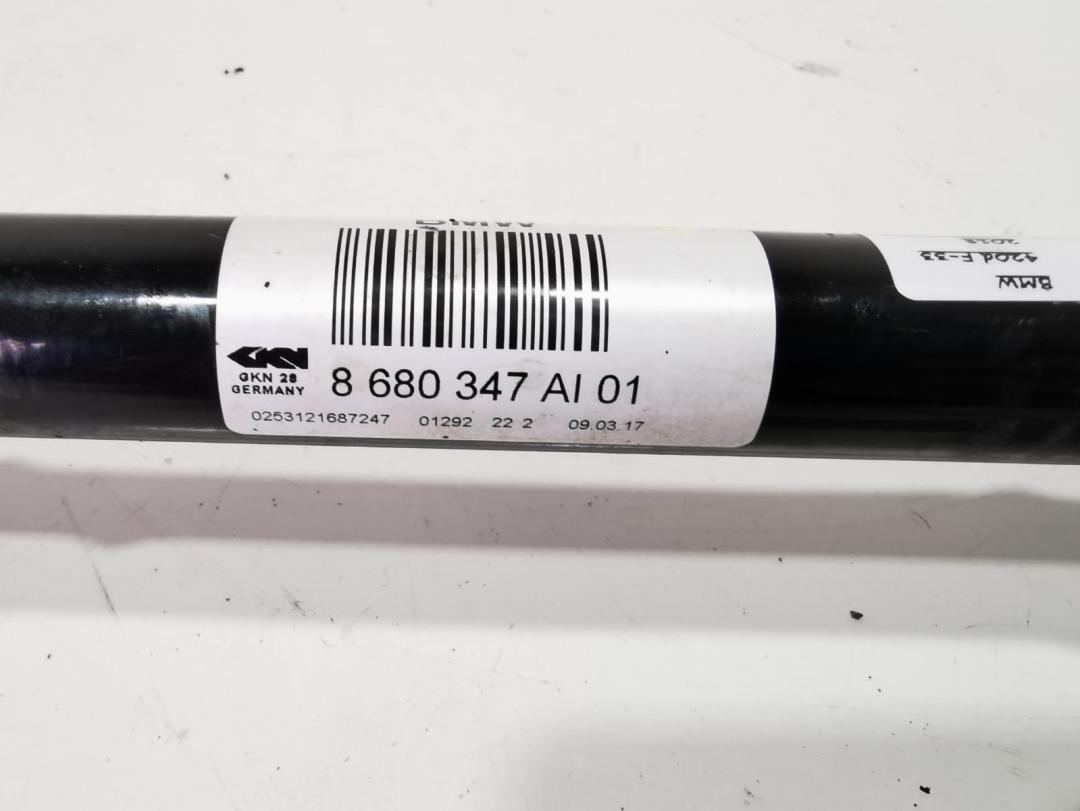 GKN
GKN 28
GERMANY
8 680 347 AI 01
0253121687247 01292 22 2 09.03.17
BMW
420d F-33